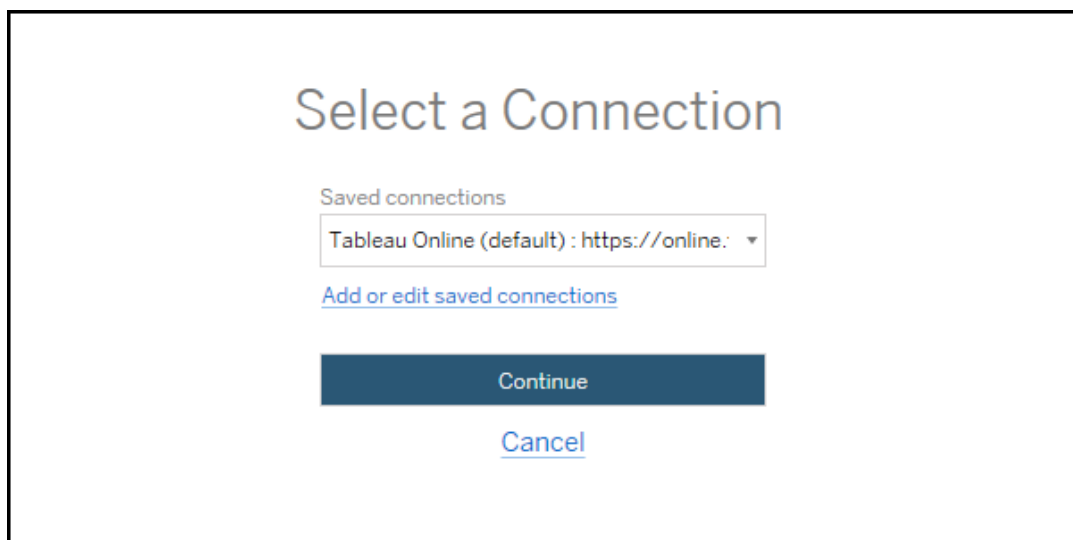 Select a Connection
Saved connections
Tableau Online (default) : https://online.
Add or edit saved connections
Continue
Cancel